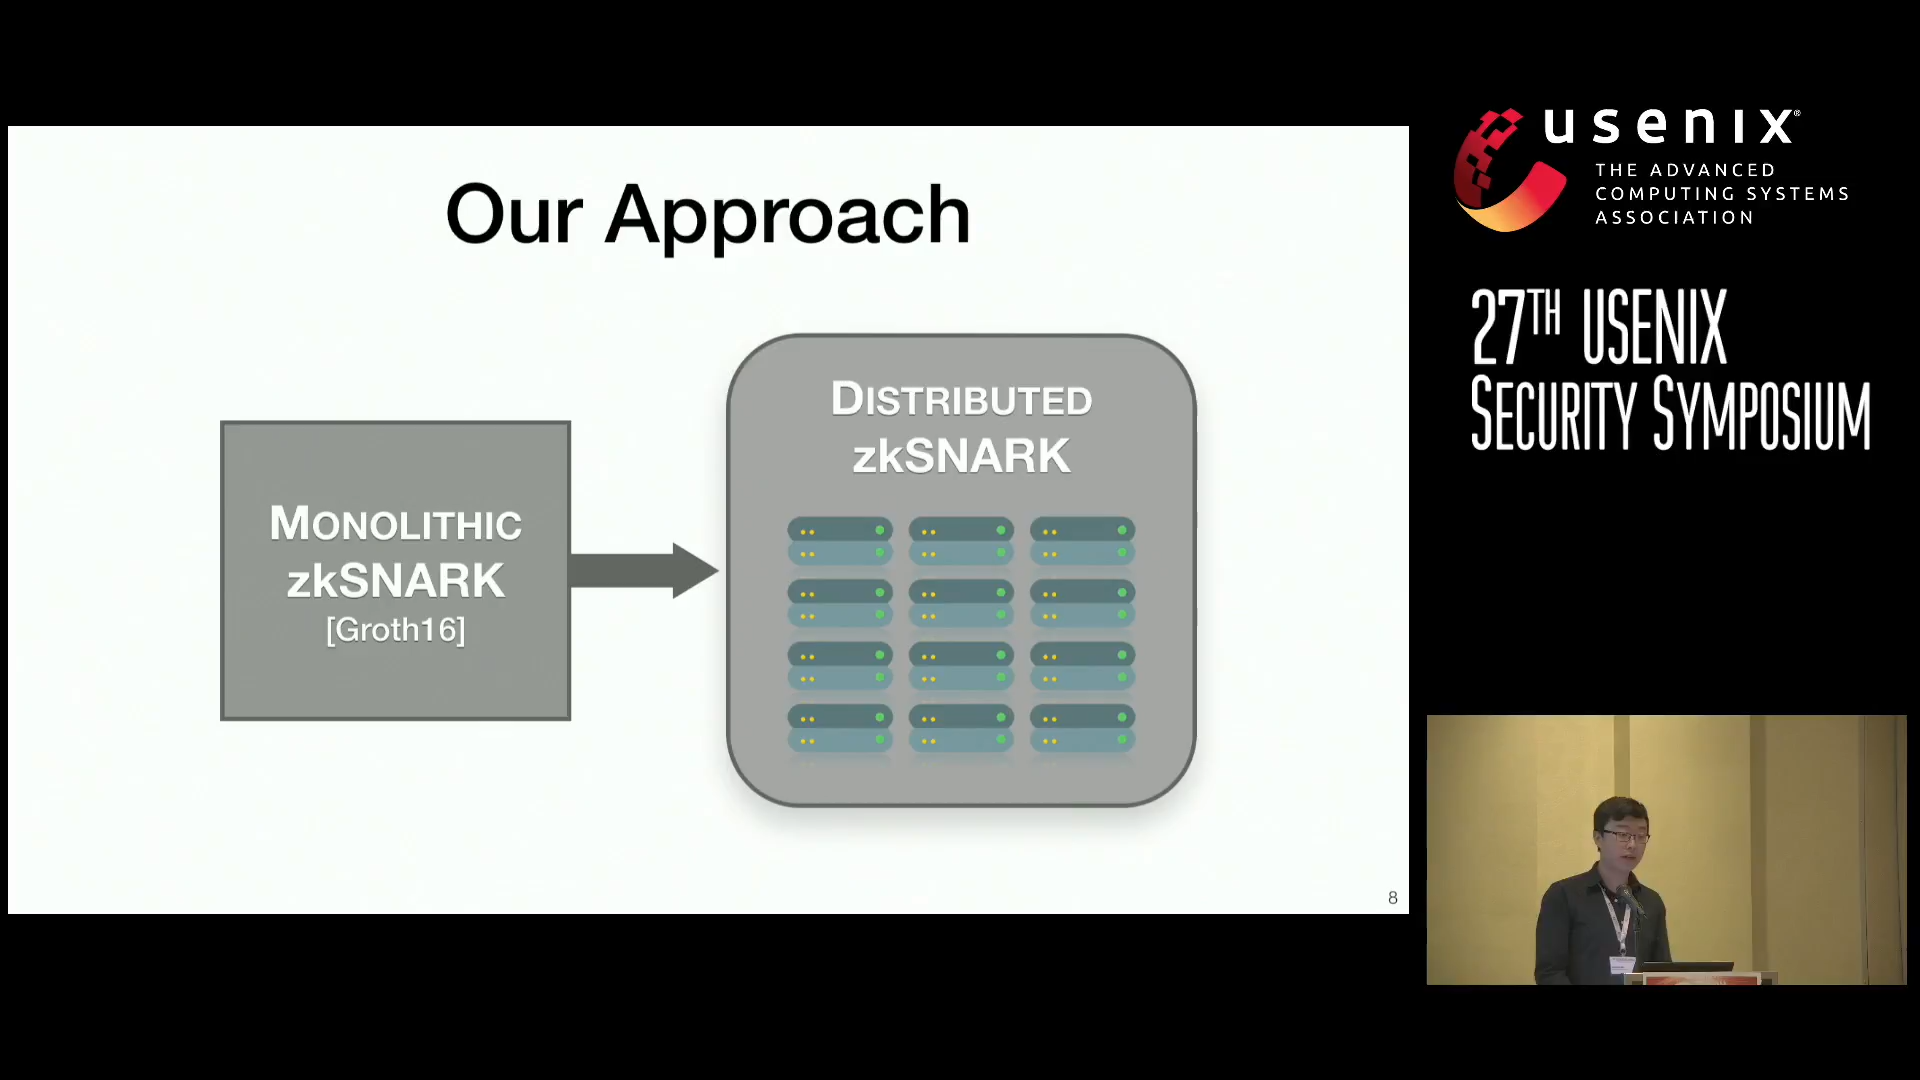 Our Approach
MONOLITHIC
zkSNARK
[Groth16]
DISTRIBUTED
zkSNARK
8
usenix®
THE ADVANCED
COMPUTING SYSTEMS
ASSOCIATION
27TH USENIX
SECURITY SYMPOSIUM